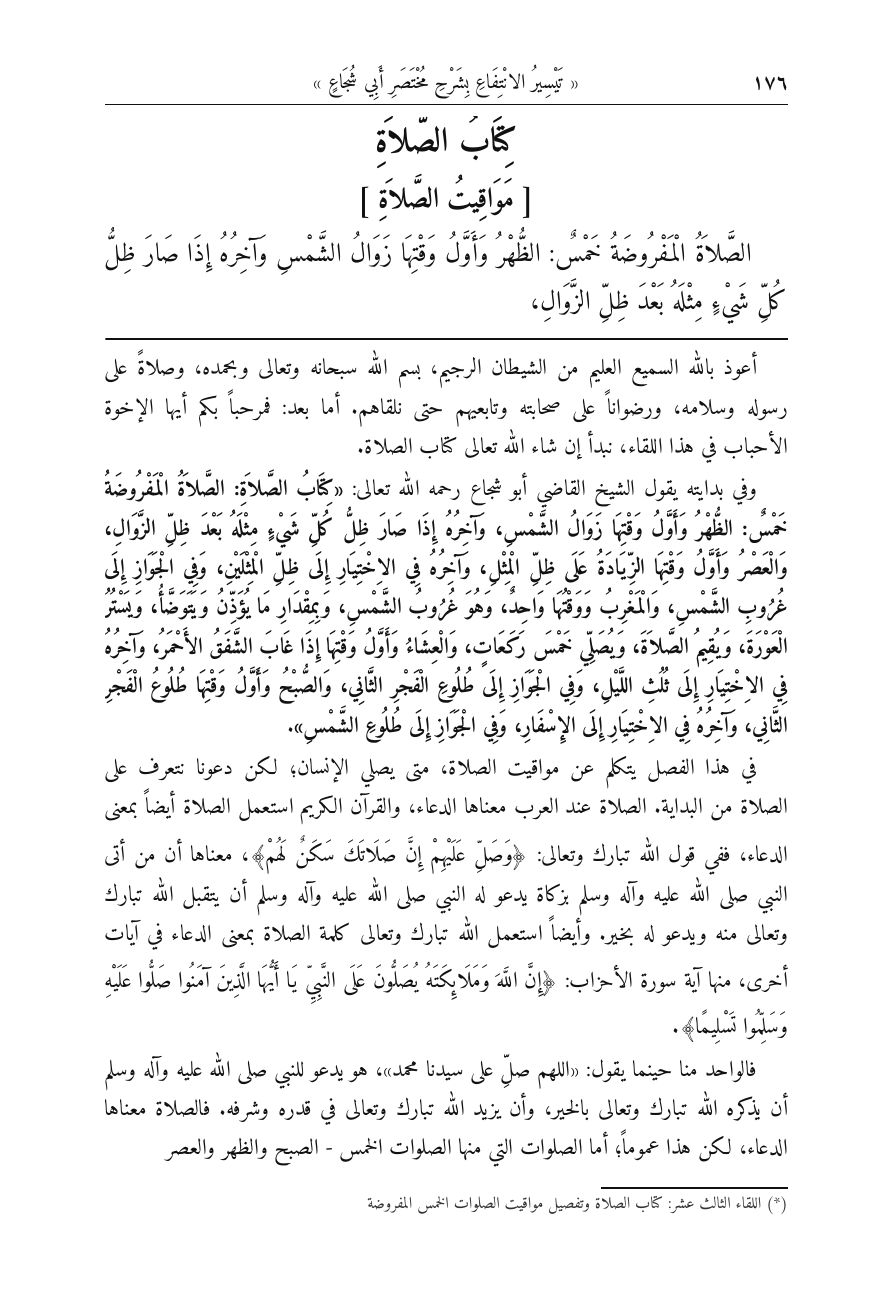 ١٧٦
« تَيْسِيرُ الانْتِفَاعِ بِشَرْحِ مُخْتَصَرِ أَبِي شُجَاعٍ »
كِتَابُ الصَّلاَةِ
[ مَوَاقِيتُ الصَّلاَةِ ]
الصَّلاَةُ الْمَفْرُوضَةُ خَمْسٌ: الظُّهْرُ وَأَوَّلُ وَقْتِهَا زَوَالُ الشَّمْسِ وَآخِرُهُ إِذَا صَارَ ظِلُّ
كُلِّ شَيْءٍ مِثْلَهُ بَعْدَ ظِلِّ الزَّوَالِ،
أعوذ بالله السميع العليم من الشيطان الرجيم، بسم الله سبحانه وتعالى وبحمده، وصلاةً على
رسوله وسلامه، ورضواناً على صحابته وتابعيهم حتى نلقاهم. أما بعد: فمرحباً بكم أيها الإخوة
الأحباب في هذا اللقاء، نبدأ إن شاء الله تعالى كتاب الصلاة.
وفي بدايته يقول الشيخ القاضي أبو شجاع رحمه الله تعالى: «كِتَابُ الصَّلاَةِ: الصَّلاَةُ الْمَفْرُوضَةُ
خَمْسٌ: الظُّهْرُ وَأَوَّلُ وَقْتِهَا زَوَالُ الشَّمْسِ، وَآخِرُهُ إِذَا صَارَ ظِلُّ كُلِّ شَيْءٍ مِثْلَهُ بَعْدَ ظِلِّ الزَّوَالِ،
وَالْعَصْرُ وَأَوَّلُ وَقْتِهَا الزِّيَادَةُ عَلَى ظِلِّ الْمِثْلِ، وَآخِرُهُ فِي الاِخْتِيَارِ إِلَى ظِلِّ الْمِثْلَيْنِ، وَفِي الْجَوَازِ إِلَى
غُرُوبِ الشَّمْسِ، وَالْمَغْرِبُ وَوَقْتُهَا وَاحِدٌ، وَهُوَ غُرُوبُ الشَّمْسِ، وَبِمِقْدَارِ مَا يُؤَذِّنُ وَيَتَوَضَّأُ، وَيَسْتُرُ
الْعَوْرَةَ، وَيُقِيمُ الصَّلاَةَ، وَيُصَلِّي خَمْسَ رَكَعَاتٍ، وَالْعِشَاءُ وَأَوَّلُ وَقْتِهَا إِذَا غَابَ الشَّفَقُ الأَحْمَرُ، وَآخِرُهُ
فِي الاِخْتِيَارِ إِلَى ثُلُثِ اللَّيْلِ، وَفِي الْجَوَازِ إِلَى طُلُوعِ الْفَجْرِ الثَّانِي، وَالصُّبْحُ وَأَوَّلُ وَقْتِهَا طُلُوعُ الْفَجْرِ
الثَّانِي، وَآخِرُهُ فِي الاِخْتِيَارِ إِلَى الإِسْفَارِ، وَفِي الْجَوَازِ إِلَى طُلُوعِ الشَّمْسِ».
في هذا الفصل يتكلم عن مواقيت الصلاة، متى يصلي الإنسان؛ لكن دعونا نتعرف على
الصلاة من البداية. الصلاة عند العرب معناها الدعاء، والقرآن الكريم استعمل الصلاة أيضاً بمعنى
الدعاء، ففي قول الله تبارك وتعالى: ﴿وَصَلِّ عَلَيْهِمْ إِنَّ صَلَاتَكَ سَكَنٌ لَهُمْ﴾، معناها أن من أتى
النبي صلى الله عليه وآله وسلم بزكاة يدعو له النبي صلى الله عليه وآله وسلم أن يتقبل الله تبارك
وتعالى منه ويدعو له بخير. وأيضاً استعمل الله تبارك وتعالى كلمة الصلاة بمعنى الدعاء في آيات
أخرى، منها آية سورة الأحزاب: ﴿إِنَّ اللَّهَ وَمَلَايِكَتَهُ يُصَلُّونَ عَلَى النَّبِيِّ يَا أَيُّهَا الَّذِينَ آمَنُوا صَلُّوا عَلَيْهِ
وَسَلِّمُوا تَسْلِيمًا﴾.
فالواحد منا حينما يقول: «اللهم صلِّ على سيدنا محمد»، هو يدعو للنبي صلى الله عليه وآله وسلم
أن يذكره الله تبارك وتعالى بالخير، وأن يزيد الله تبارك وتعالى في قدره وشرفه. فالصلاة معناها
الدعاء، لكن هذا عموماً؛ أما الصلوات التي منها الصلوات الخمس - الصبح والظهر والعصر
(*) اللقاء الثالث عشر: كتاب الصلاة وتفصيل مواقيت الصلوات الخمس المفروضة